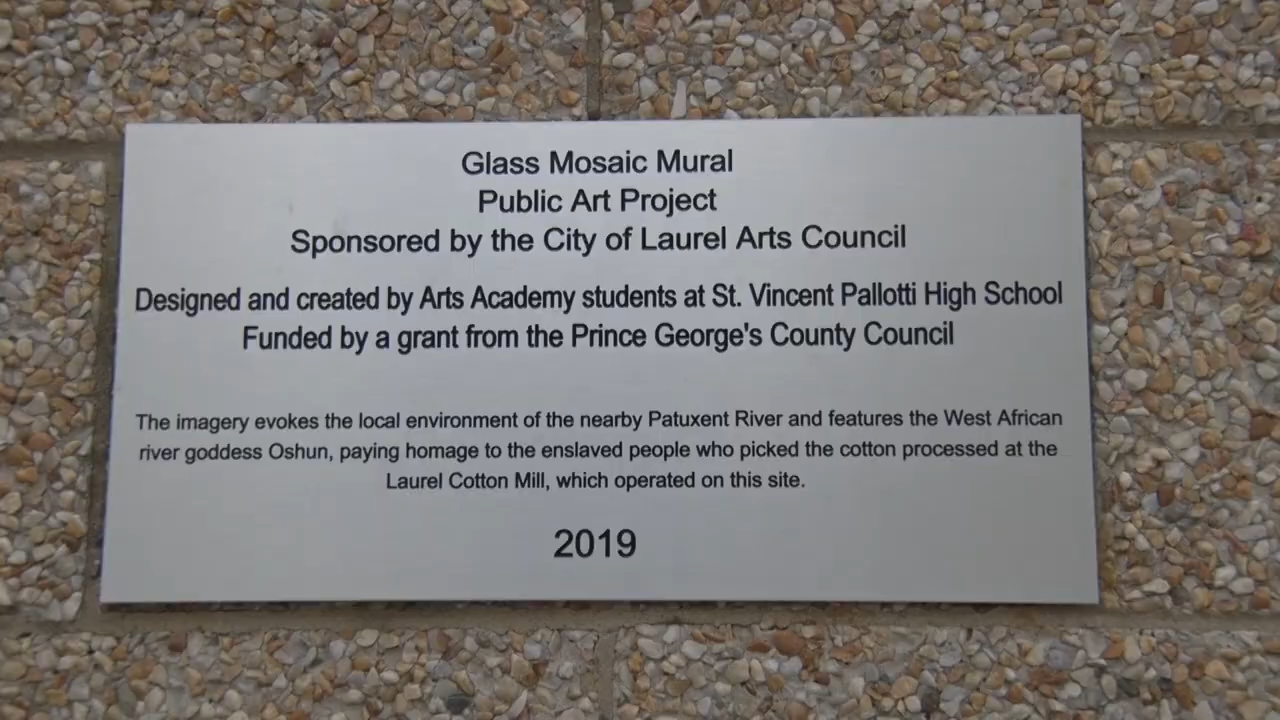 Glass Mosaic Mural
Public Art Project
Sponsored by the City of Laurel Arts Council
Designed and created by Arts Academy students at St. Vincent Pallotti High School
Funded by a grant from the Prince George's County Council
The imagery evokes the local environment of the nearby Patuxent River and features the West African
river goddess Oshun, paying homage to the enslaved people who picked the cotton processed at the
Laurel Cotton Mill, which operated on this site.
2019